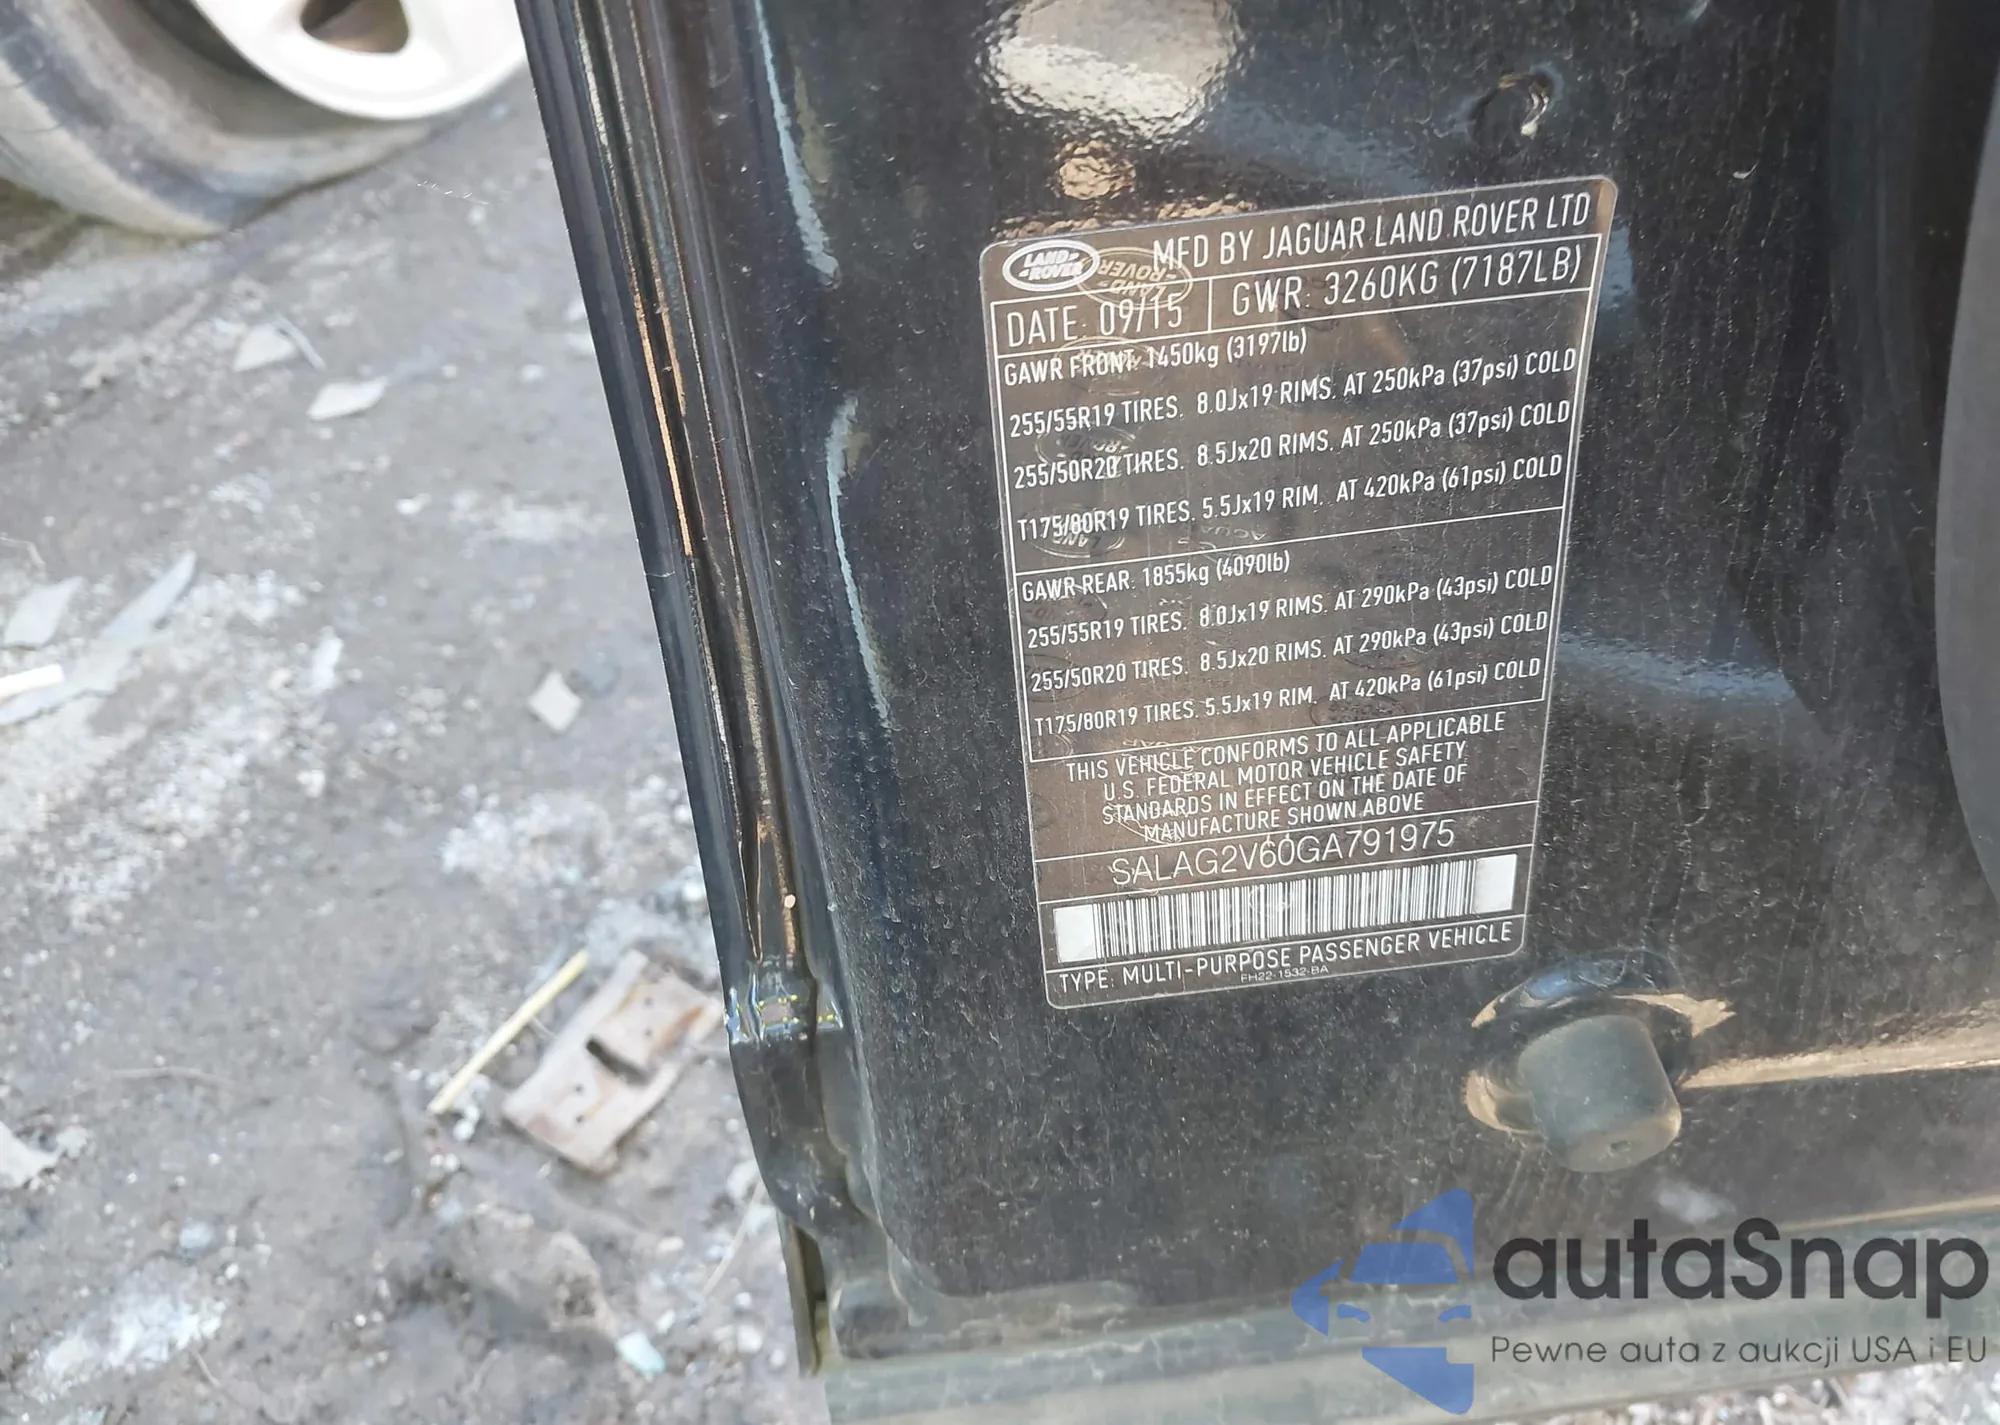 LAND-
-ROVER
MFD BY JAGUAR LAND ROVER LTD
DATE: 09/15
GWR: 3260KG (7187LB)
GAWR FRONT: 1450kg (3197lb)
255/55R19 TIRES. 8.0Jx19 RIMS. AT 250kPa (37psi) COLD
255/50R20 TIRES. 8.5Jx20 RIMS. AT 250kPa (37psi) COLD
T175/80R19 TIRES. 5.5Jx19 RIM. AT 420kPa (61psi) COLD
GAWR REAR: 1855kg (4090lb)
255/55R19 TIRES. 8.0Jx19 RIMS. AT 290kPa (43psi) COLD
255/50R20 TIRES. 8.5Jx20 RIMS. AT 290kPa (43psi) COLD
T175/80R19 TIRES. 5.5Jx19 RIM. AT 420kPa (61psi) COLD
THIS VEHICLE CONFORMS TO ALL APPLICABLE
U.S. FEDERAL MOTOR VEHICLE SAFETY
STANDARDS IN EFFECT ON THE DATE OF
MANUFACTURE SHOWN ABOVE
SALAG2V60GA791975
TYPE: MULTI-PURPOSE PASSENGER VEHICLE
FH22-1532-BA
autaSnap
Pewne auta z aukcji USA i EU